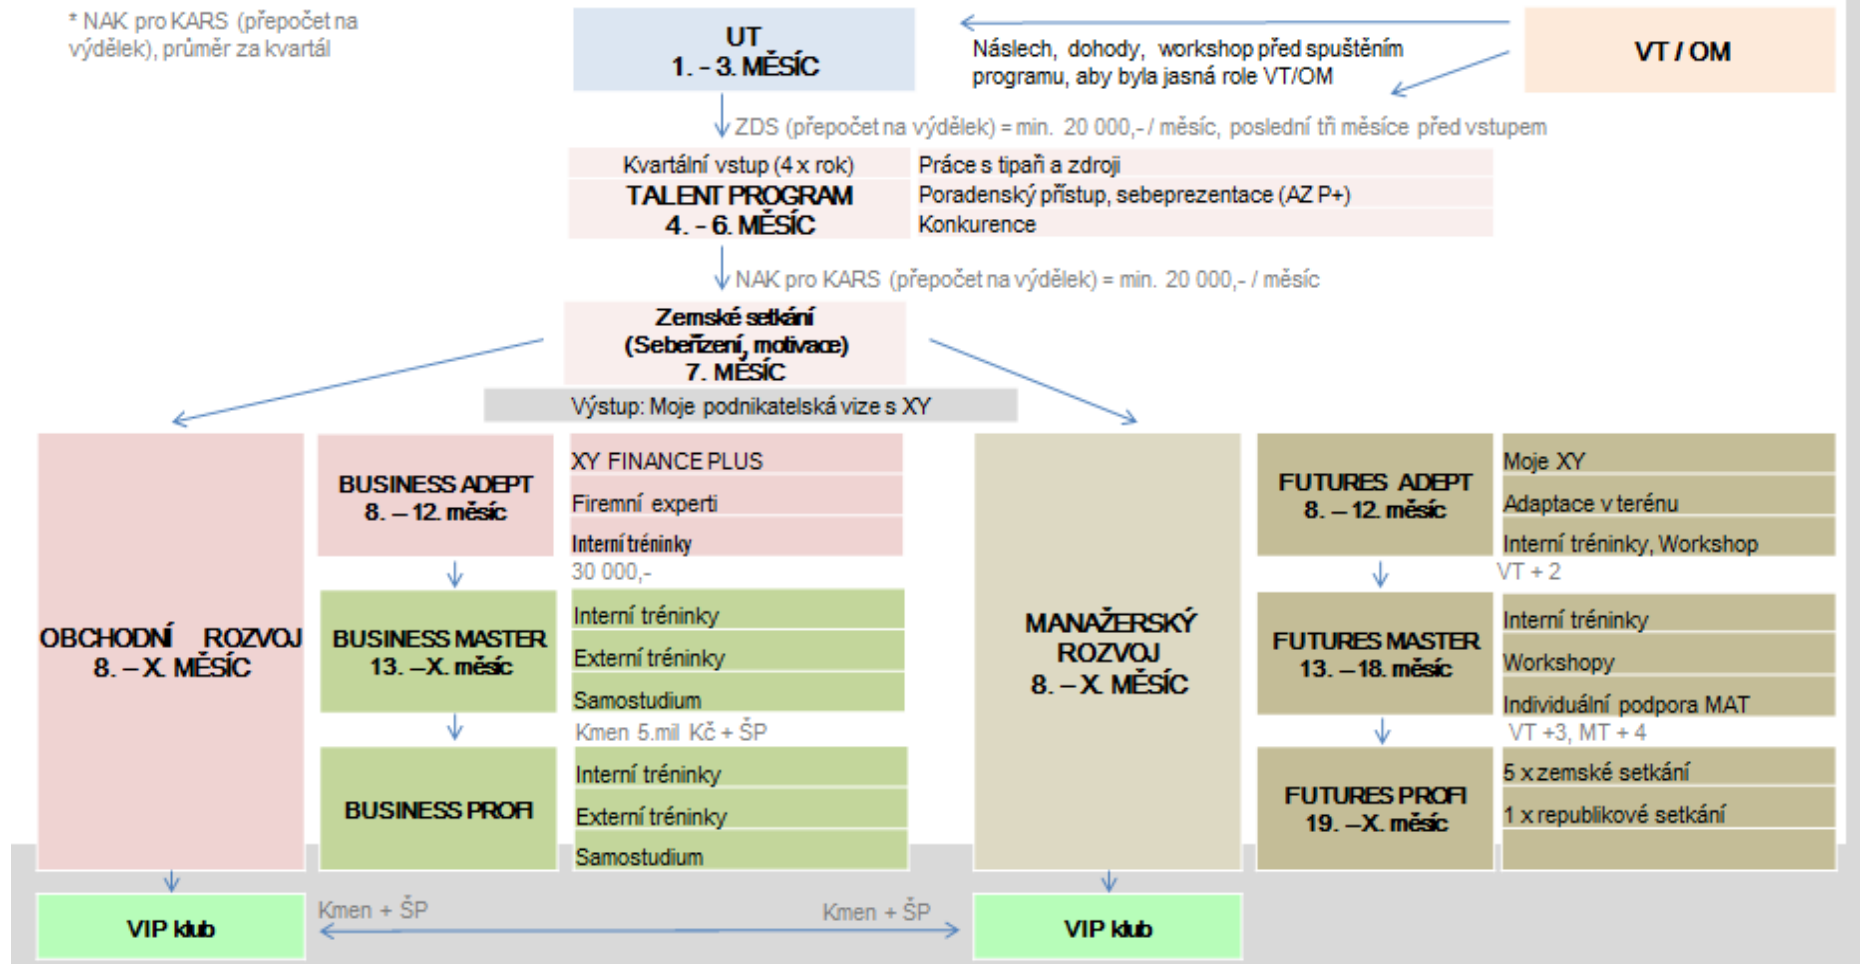 * NAK pro KARS (přepočet na
výdělek), průměr za kvartál
UT
1. - 3. MĚSÍC
Náslech, dohody, workshop před spuštěním
programu, aby byla jasná role VT/OM
VT / OM
ZDS (přepočet na výdělek) = min. 20 000,- / měsíc, poslední tři měsíce před vstupem
Kvartální vstup (4 x rok)
TALENT PROGRAM
4. - 6. MĚSÍC
Práce s tipaři a zdroji
Poradenský přístup, sebeprezentace (AZ P+)
Konkurence
NAK pro KARS (přepočet na výdělek) = min. 20 000,- / měsíc
Zemské setkání
(Sebeřízení, motivace)
7. MĚSÍC
Výstup: Moje podnikatelská vize s XY
OBCHODNÍ ROZVOJ
8. – X. MĚSÍC
BUSINESS ADEPT
8. – 12. měsíc
XY FINANCE PLUS
Firemní experti
Interní tréninky
30 000,-
BUSINESS MASTER
13. –X. měsíc
Interní tréninky
Externí tréninky
Samostudium
Kmen 5.mil Kč + ŠP
BUSINESS PROFI
Interní tréninky
Externí tréninky
Samostudium
MANAŽERSKÝ
ROZVOJ
8. – X. MĚSÍC
FUTURES ADEPT
8. – 12. měsíc
Moje XY
Adaptace v terénu
Interní tréninky, Workshop
VT + 2
FUTURES MASTER
13. –18. měsíc
Interní tréninky
Workshopy
Individuální podpora MAT
VT +3, MT + 4
FUTURES PROFI
19. –X. měsíc
5 x zemské setkání
1 x republikové setkání
VIP klub
Kmen + ŠP
Kmen + ŠP
VIP klub